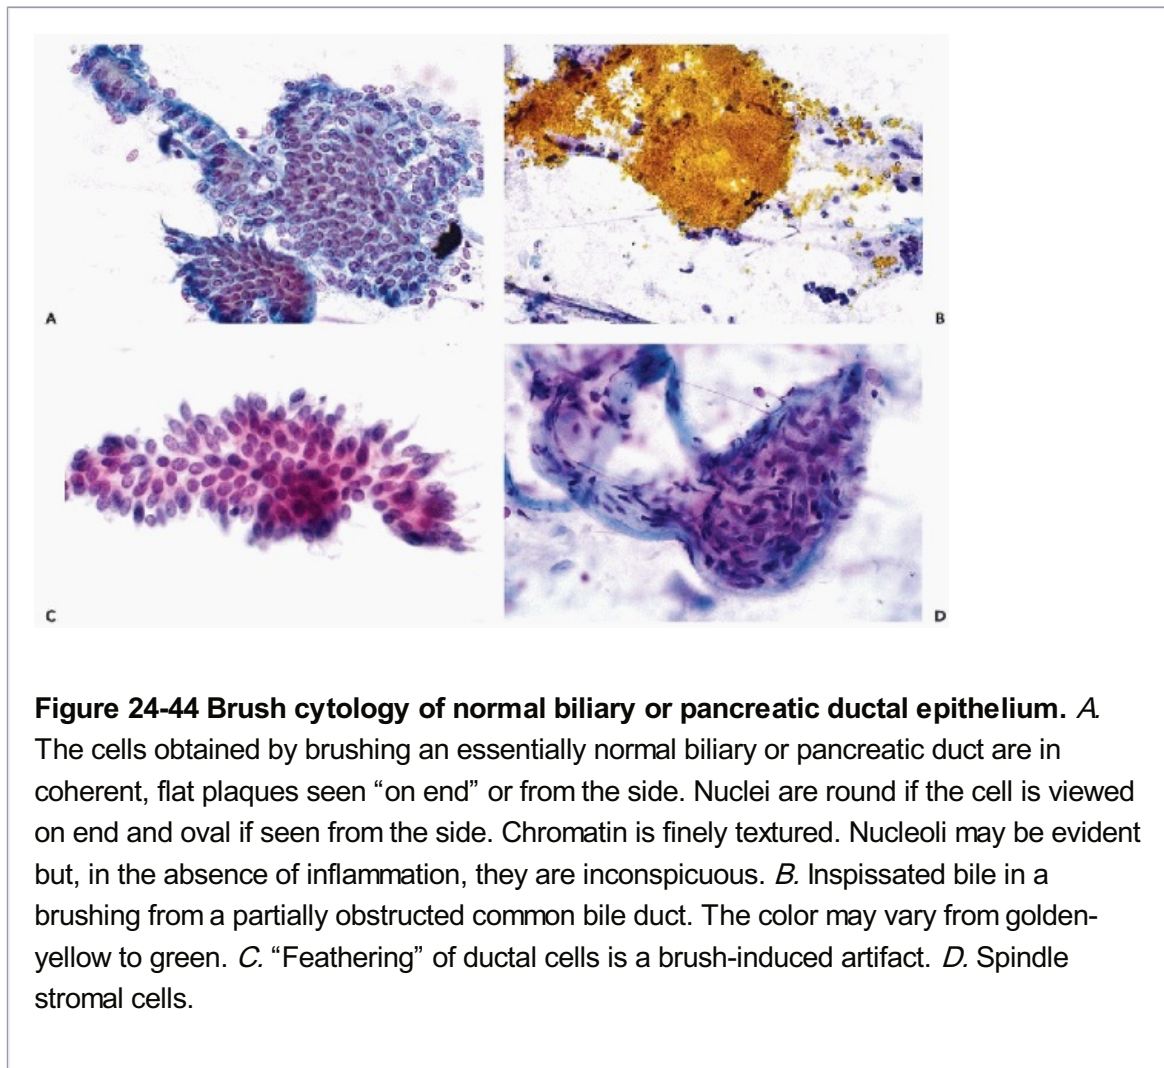 A
B
C
D
Figure 24-44 Brush cytology of normal biliary or pancreatic ductal epithelium. A.
The cells obtained by brushing an essentially normal biliary or pancreatic duct are in
coherent, flat plaques seen “on end” or from the side. Nuclei are round if the cell is viewed
on end and oval if seen from the side. Chromatin is finely textured. Nucleoli may be evident
but, in the absence of inflammation, they are inconspicuous. B. Inspissated bile in a
brushing from a partially obstructed common bile duct. The color may vary from golden-
yellow to green. C. “Feathering” of ductal cells is a brush-induced artifact. D. Spindle
stromal cells.